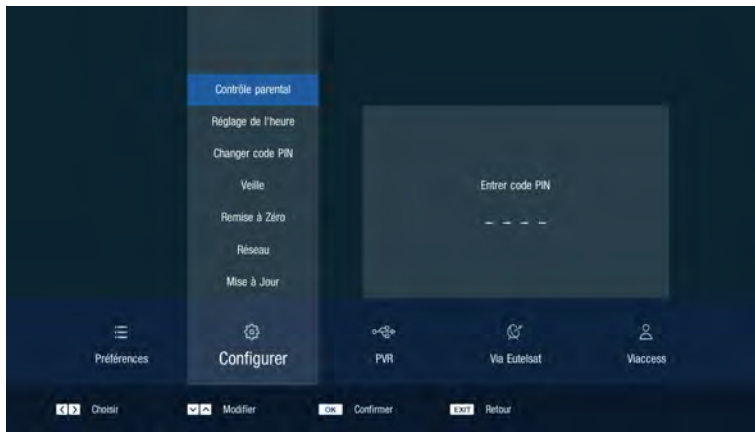 Contrôle parental
Réglage de l'heure
Changer code PIN
Veille
Remise à Zéro
Réseau
Mise à Jour
Entrer code PIN
_ _ _ _
Préférences
Configurer
PVR
Via Eutelsat
Viaccess
< > Choisir
Modifier
OK Confirmer
EXIT Retour